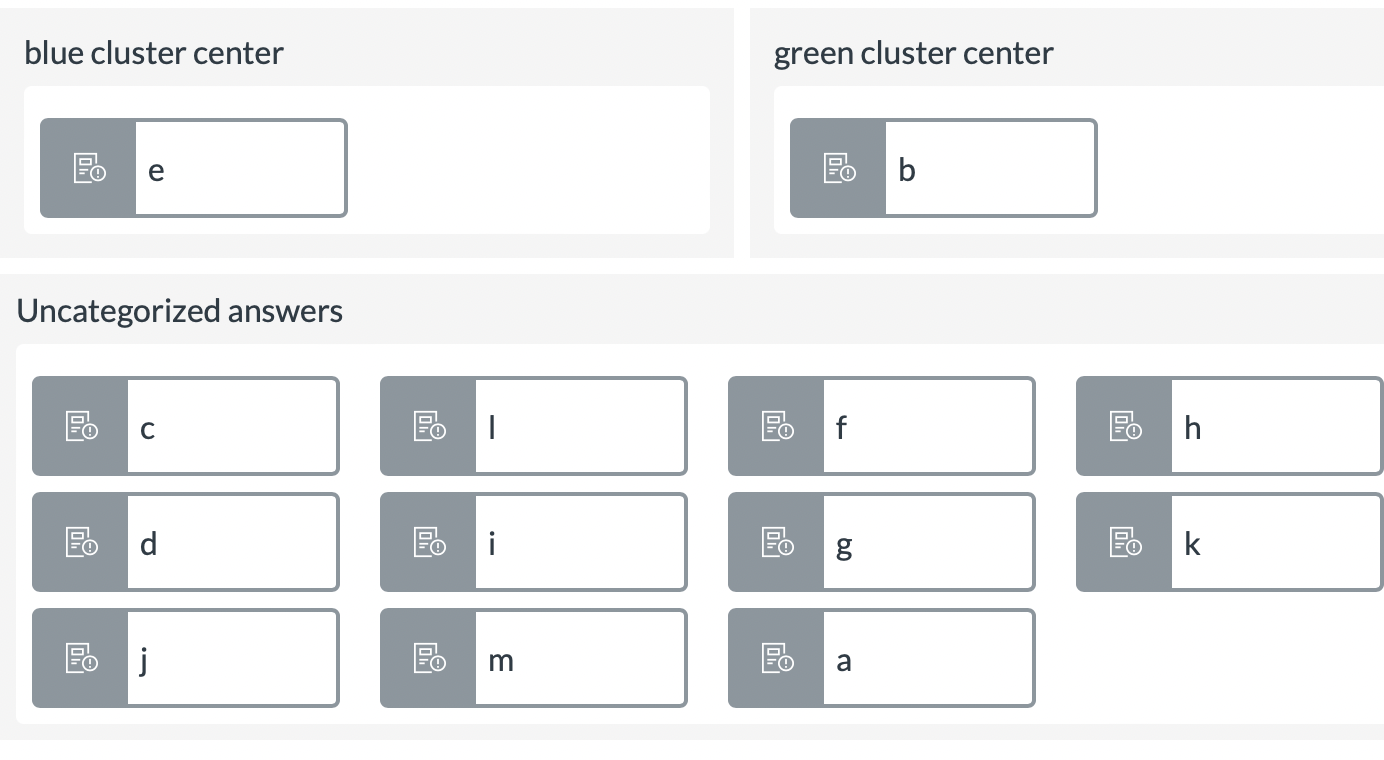 blue cluster center
green cluster center
e
b
Uncategorized answers
c
l
f
h
d
i
g
k
j
m
a